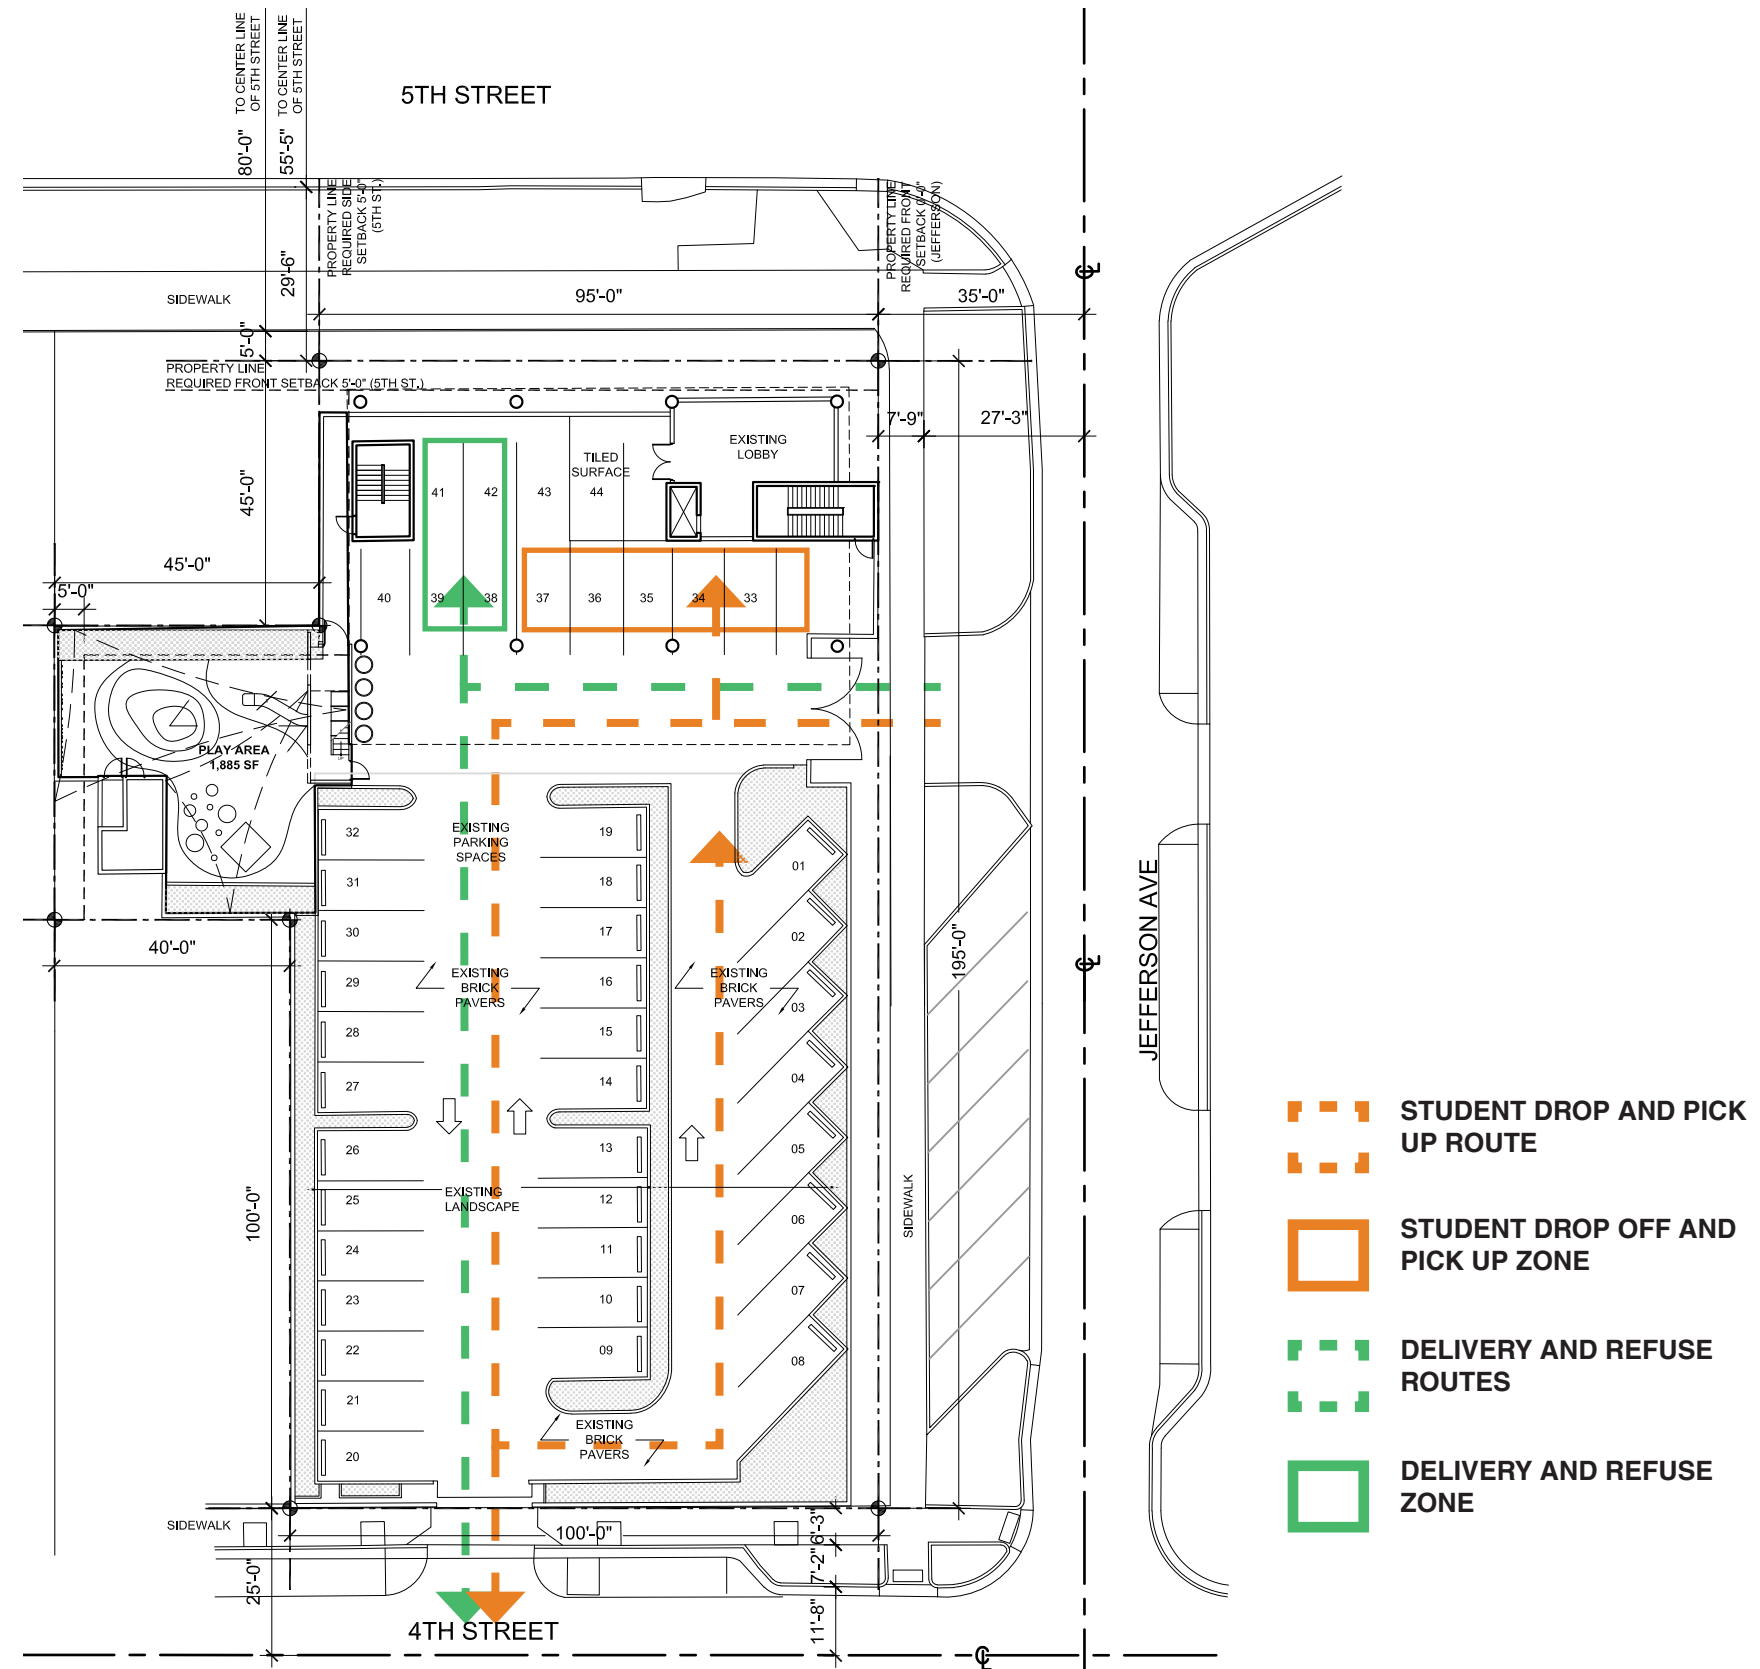 TO CENTER LINE
OF 5TH STREET
TO CENTER LINE
OF 5TH STREET
80'-0"
55'-5"
5TH STREET
PROPERTY LINE
REQUIRED SIDE
SETBACK 5'-0"
(5TH ST.)
PROPERTY LINE
REQUIRED FRONT
SETBACK 0'-0"
(JEFFERSON)
29'-6"
SIDEWALK
95'-0"
35'-0"
5'-0"
PROPERTY LINE
REQUIRED FRONT SETBACK 5'-0" (5TH ST.)
7'-9"
27'-3"
EXISTING
LOBBY
TILED
SURFACE
45'-0"
41
42
43
44
45'-0"
5'-0"
40
39
38
37
36
35
34
33
PLAY AREA
1,885 SF
32
EXISTING
PARKING
SPACES
19
01
31
18
30
17
02
40'-0"
195'-0"
29
EXISTING
BRICK
PAVERS
16
EXISTING
BRICK
PAVERS
03
28
15
27
14
04
JEFFERSON AVE
26
13
05
25
EXISTING
LANDSCAPE
12
06
SIDEWALK
100'-0"
24
11
23
10
07
22
09
08
21
EXISTING
BRICK
PAVERS
20
SIDEWALK
100'-0"
6'-3"
7'-2"
25'-0"
11'-8"
4TH STREET
STUDENT DROP AND PICK
UP ROUTE
STUDENT DROP OFF AND
PICK UP ZONE
DELIVERY AND REFUSE
ROUTES
DELIVERY AND REFUSE
ZONE